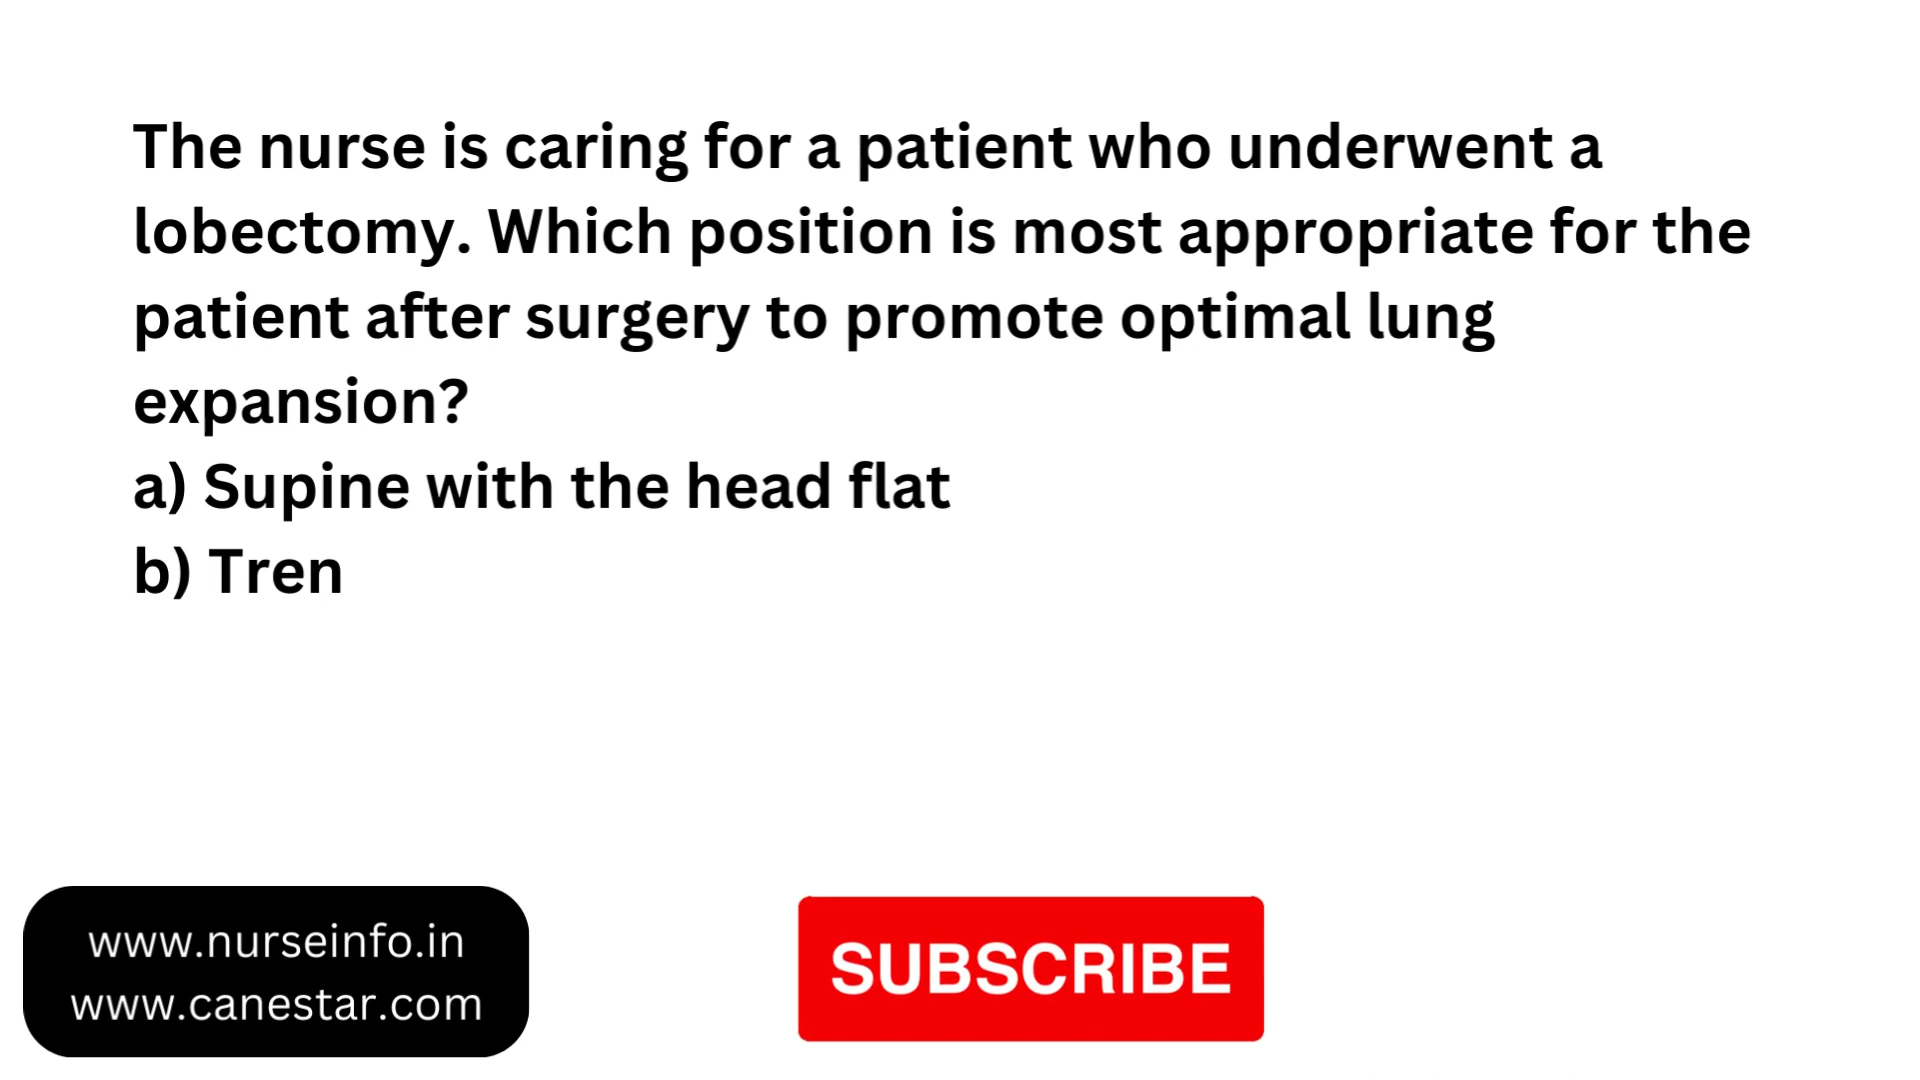 The nurse is caring for a patient who underwent a
lobectomy. Which position is most appropriate for the
patient after surgery to promote optimal lung
expansion?
a) Supine with the head flat
b) Tren
www.nurseinfo.in
www.canestar.com
SUBSCRIBE